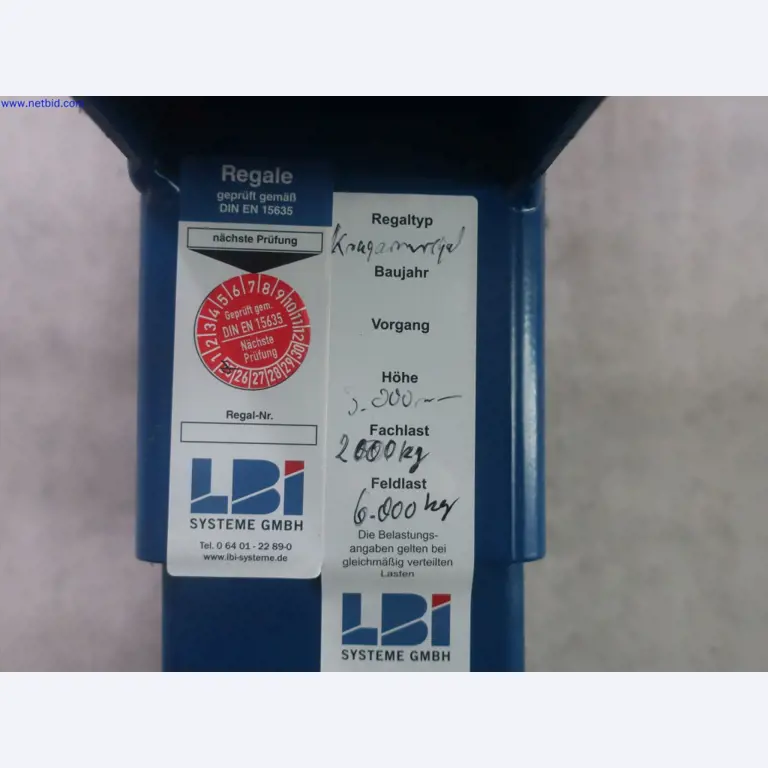 www.netbid.com
Regale
geprüft gemäß
DIN EN 15635
nächste Prüfung
1 2 3 4 5 6 7 8 9 10 11 12
Geprüft gem.
DIN EN 15635
Nächste
Prüfung
26 27 28 29 30
Regal-Nr.
LBI
SYSTEME GMBH
Tel. 0 64 01 - 22 89-0
www.lbi-systeme.de
Regaltyp
Kragarmregal
Baujahr
Vorgang
Höhe
Fachlast
2000kg
Feldlast
6.000 kg
Die Belastungs-
angaben gelten bei
gleichmäßig verteilten
Lasten
LBI
SYSTEME GMBH